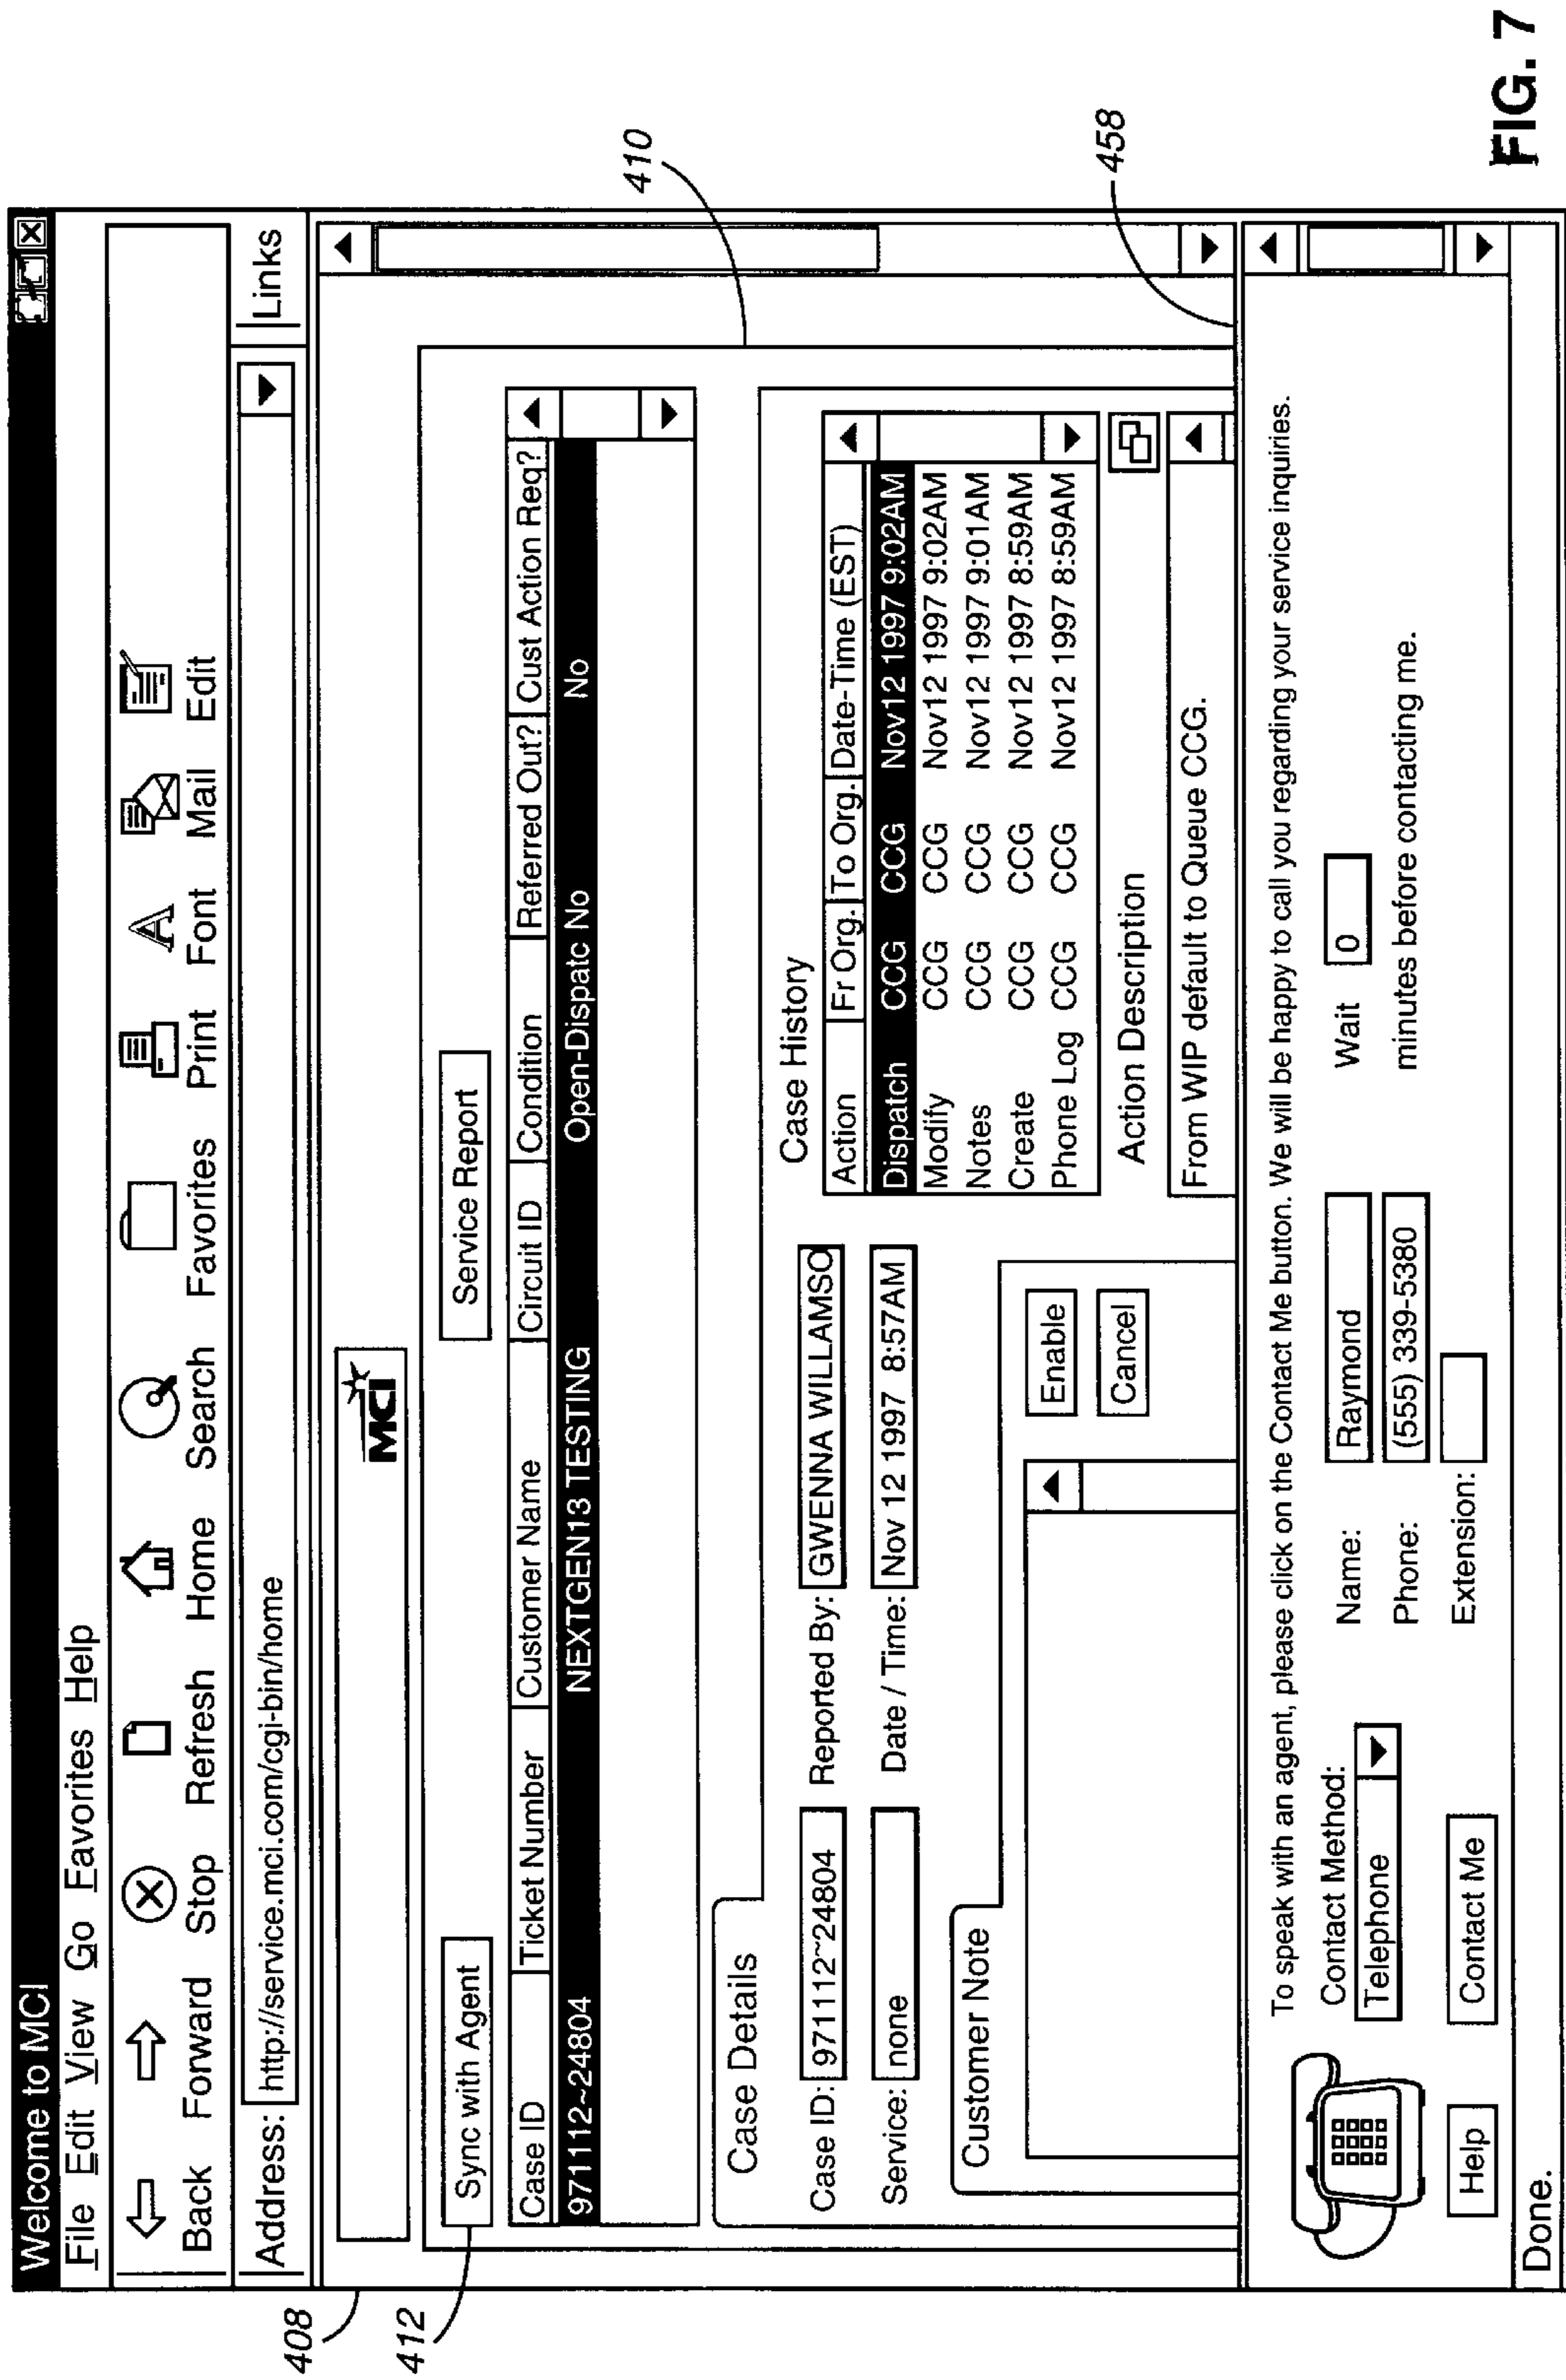 Welcome to MCI
File Edit View Go Favorites Help
Back Forward Stop Refresh Home Search Favorites Print Font Mail Edit
Address: http://service.mci.com/cgi-bin/home Links
408
MCI
412
Sync with Agent Service Report
Case ID Ticket Number Customer Name Circuit ID Condition Referred Out? Cust Action Req?
971112~24804 NEXTGEN13 TESTING Open-Dispatc No No
410
Case Details
Case ID: 971112~24804 Reported By: GWENNA WILLAMSO
Service: none Date / Time: Nov 12 1997 8:57AM
Case History
Action Fr Org. To Org. Date-Time (EST)
Dispatch CCG CCG Nov12 1997 9:02AM
Modify CCG CCG Nov12 1997 9:02AM
Notes CCG CCG Nov12 1997 9:01AM
Create CCG CCG Nov12 1997 8:59AM
Phone Log CCG CCG Nov12 1997 8:59AM
Action Description
From WIP default to Queue CCG.
Customer Note
Enable
Cancel
458
To speak with an agent, please click on the Contact Me button. We will be happy to call you regarding your service inquiries.
Contact Method: Name: Raymond Wait 0
Telephone Phone: (555) 339-5380 minutes before contacting me.
Help Contact Me Extension:
Done.
FIG. 7